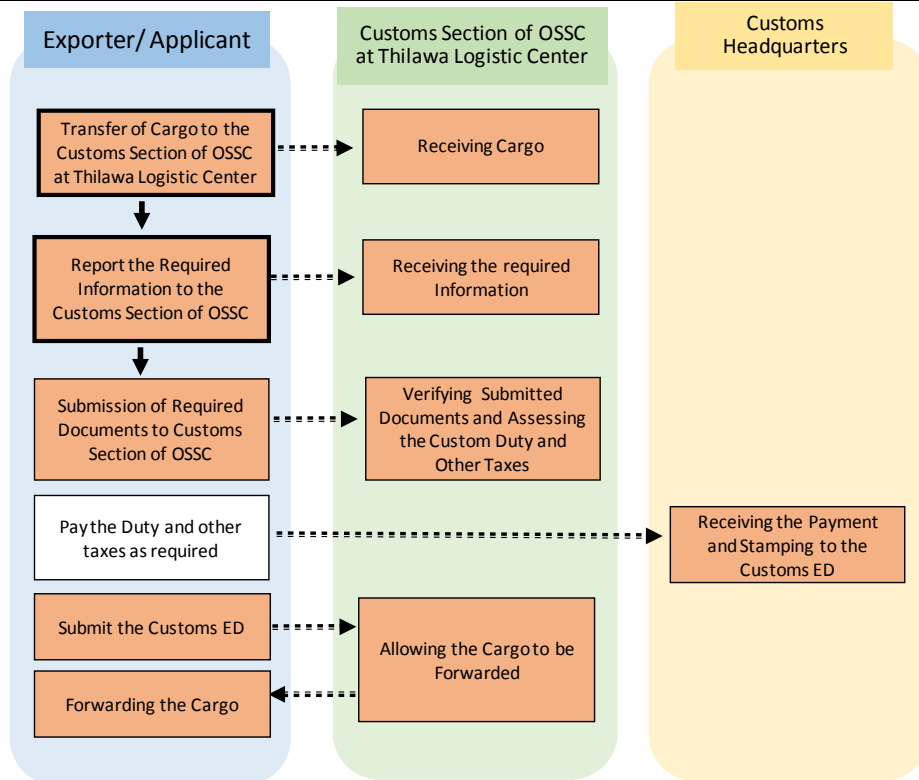 Exporter/ Applicant
Customs Section of OSSC
at Thilawa Logistic Center
Customs
Headquarters
Transfer of Cargo to the
Customs Section of OSSC
at Thilawa Logistic Center
Receiving Cargo
Report the Required
Information to the
Customs Section of OSSC
Receiving the required
Information
Submission of Required
Documents to Customs
Section of OSSC
Verifying Submitted
Documents and Assessing
the Custom Duty and
Other Taxes
Pay the Duty and other
taxes as required
Receiving the Payment
and Stamping to the
Customs ED
Submit the Customs ED
Allowing the Cargo to be
Forwarded
Forwarding the Cargo